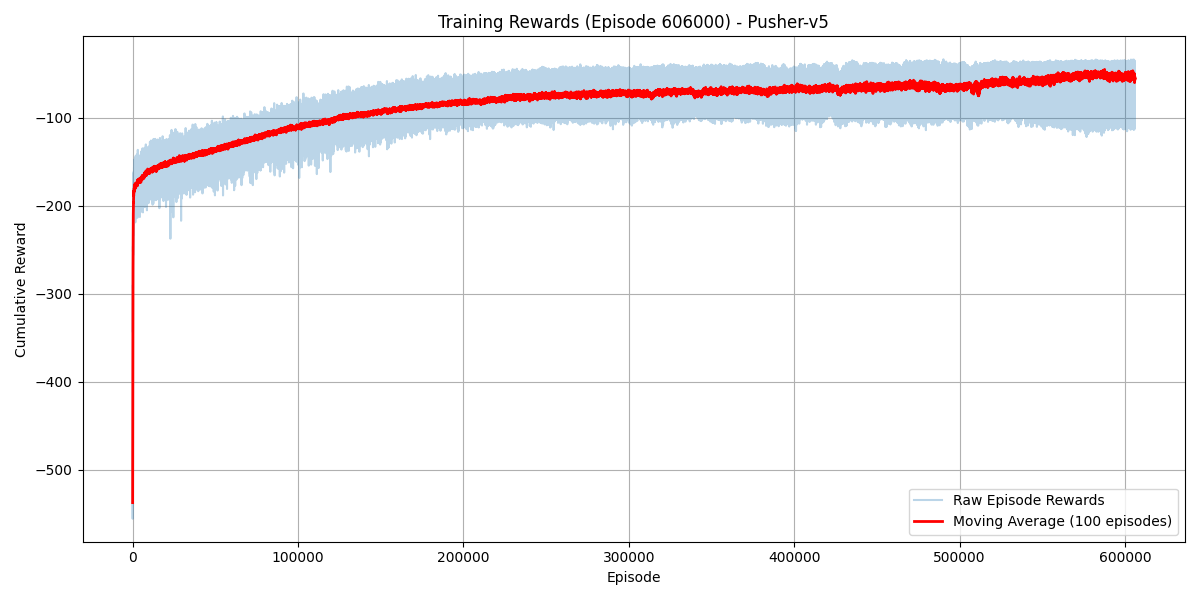 Training Rewards (Episode 606000) - Pusher-v5
Cumulative Reward
−100
−200
−300
−400
−500
0
100000
200000
300000
400000
500000
600000
Episode
Raw Episode Rewards
Moving Average (100 episodes)